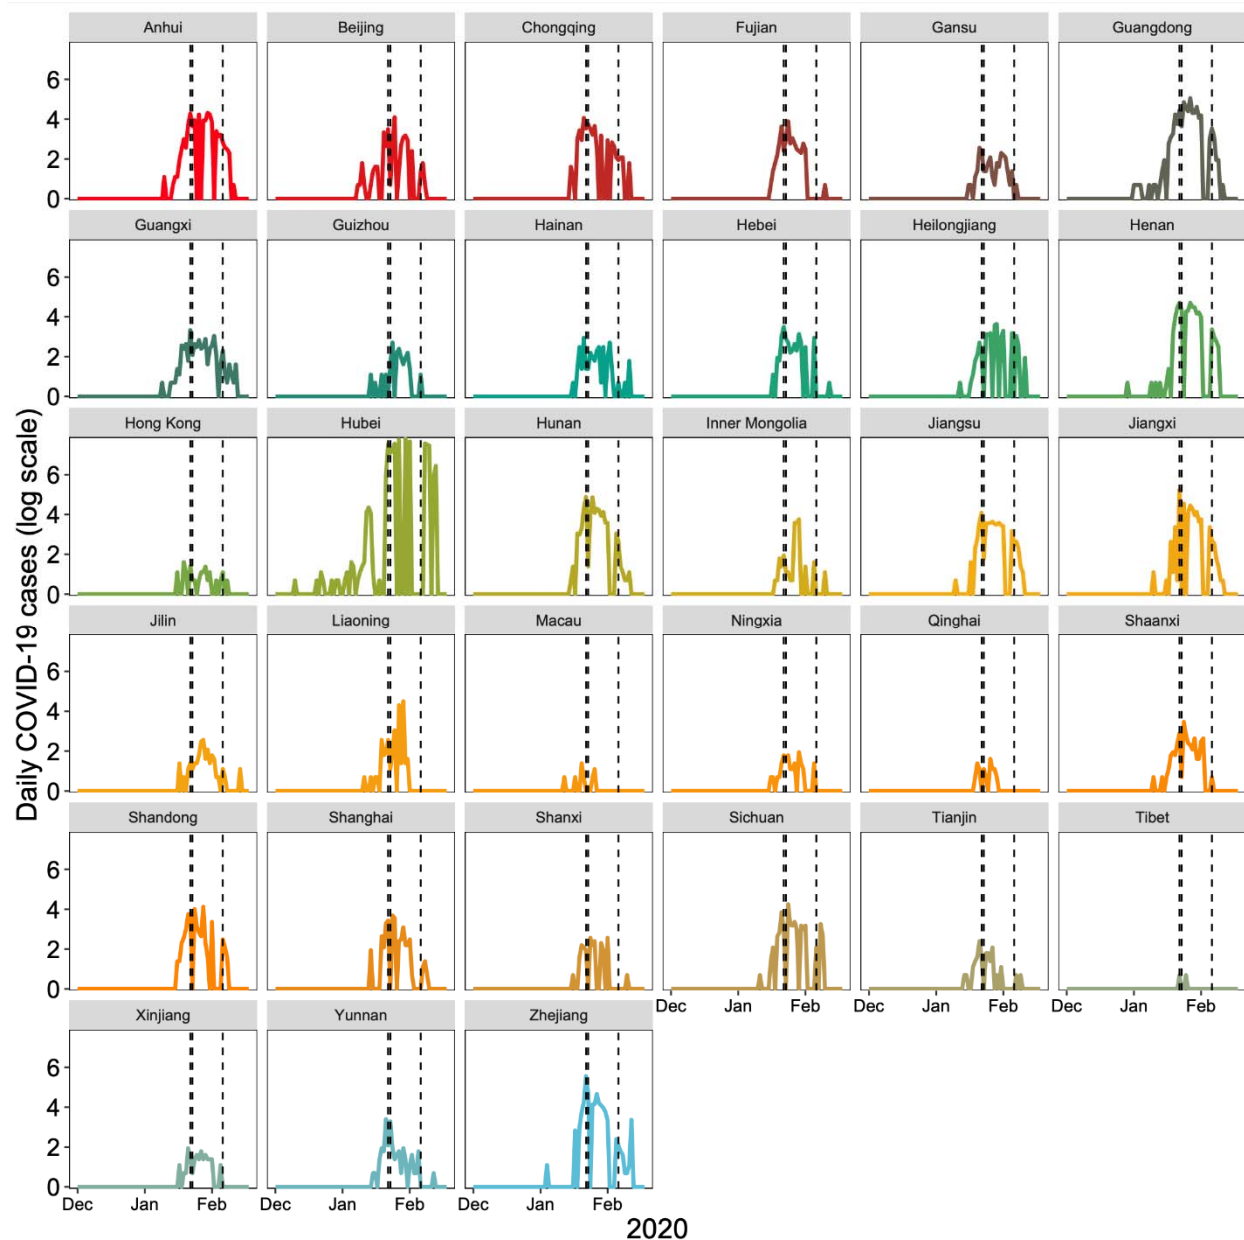 Anhui Beijing Chongqing Fujian Gansu Guangdong
6
4
2
0
Guangxi Guizhou Hainan Hebei Heilongjiang Henan
6
4
2
0
Hong Kong Hubei Hunan Inner Mongolia Jiangsu Jiangxi
6
4
2
0
Daily COVID-19 cases (log scale)
Jilin Liaoning Macau Ningxia Qinghai Shaanxi
6
4
2
0
Shandong Shanghai Shanxi Sichuan Tianjin Tibet
6
4
2
0
Dec Jan Feb Dec Jan Feb Dec Jan Feb
Xinjiang Yunnan Zhejiang
6
4
2
0
Dec Jan Feb Dec Jan Feb Dec Jan Feb
2020